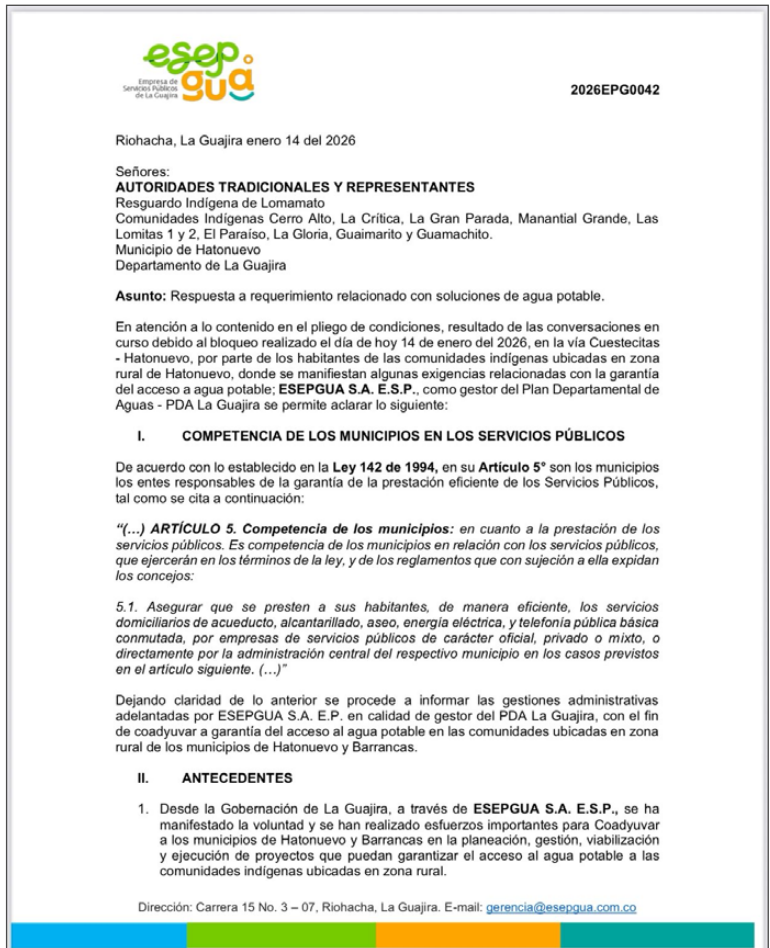 esepgua
Empresa de
Servicios Públicos
de La Guajira
2026EPG0042
Riohacha, La Guajira enero 14 del 2026
Señores:
AUTORIDADES TRADICIONALES Y REPRESENTANTES
Resguardo Indígena de Lomamato
Comunidades Indígenas Cerro Alto, La Crítica, La Gran Parada, Manantial Grande, Las
Lomitas 1 y 2, El Paraíso, La Gloria, Guaimarito y Guamachito.
Municipio de Hatonuevo
Departamento de La Guajira
Asunto: Respuesta a requerimiento relacionado con soluciones de agua potable.
En atención a lo contenido en el pliego de condiciones, resultado de las conversaciones en
curso debido al bloqueo realizado el día de hoy 14 de enero del 2026, en la vía Cuestecitas
- Hatonuevo, por parte de los habitantes de las comunidades indígenas ubicadas en zona
rural de Hatonuevo, donde se manifiestan algunas exigencias relacionadas con la garantía
del acceso a agua potable; ESEPGUA S.A. E.S.P., como gestor del Plan Departamental de
Aguas - PDA La Guajira se permite aclarar lo siguiente:
I. COMPETENCIA DE LOS MUNICIPIOS EN LOS SERVICIOS PÚBLICOS
De acuerdo con lo establecido en la Ley 142 de 1994, en su Artículo 5° son los municipios
los entes responsables de la garantía de la prestación eficiente de los Servicios Públicos,
tal como se cita a continuación:
“(…) ARTÍCULO 5. Competencia de los municipios: en cuanto a la prestación de los
servicios públicos. Es competencia de los municipios en relación con los servicios públicos,
que ejercerán en los términos de la ley, y de los reglamentos que con sujeción a ella expidan
los concejos:
5.1. Asegurar que se presten a sus habitantes, de manera eficiente, los servicios
domiciliarios de acueducto, alcantarillado, aseo, energía eléctrica, y telefonía pública básica
conmutada, por empresas de servicios públicos de carácter oficial, privado o mixto, o
directamente por la administración central del respectivo municipio en los casos previstos
en el artículo siguiente. (…)”
Dejando claridad de lo anterior se procede a informar las gestiones administrativas
adelantadas por ESEPGUA S.A. E.P. en calidad de gestor del PDA La Guajira, con el fin
de coadyuvar a garantía del acceso al agua potable en las comunidades ubicadas en zona
rural de los municipios de Hatonuevo y Barrancas.
II. ANTECEDENTES
1. Desde la Gobernación de La Guajira, a través de ESEPGUA S.A. E.S.P., se ha
manifestado la voluntad y se han realizado esfuerzos importantes para Coadyuvar
a los municipios de Hatonuevo y Barrancas en la planeación, gestión, viabilización
y ejecución de proyectos que puedan garantizar el acceso al agua potable a las
comunidades indígenas ubicadas en zona rural.
Dirección: Carrera 15 No. 3 – 07, Riohacha, La Guajira. E-mail: gerencia@esepgua.com.co